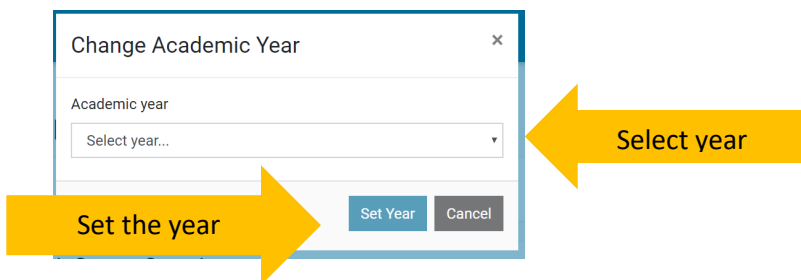 Change Academic Year ×
Academic year
Select year...
Select year
Set the year
Set Year Cancel